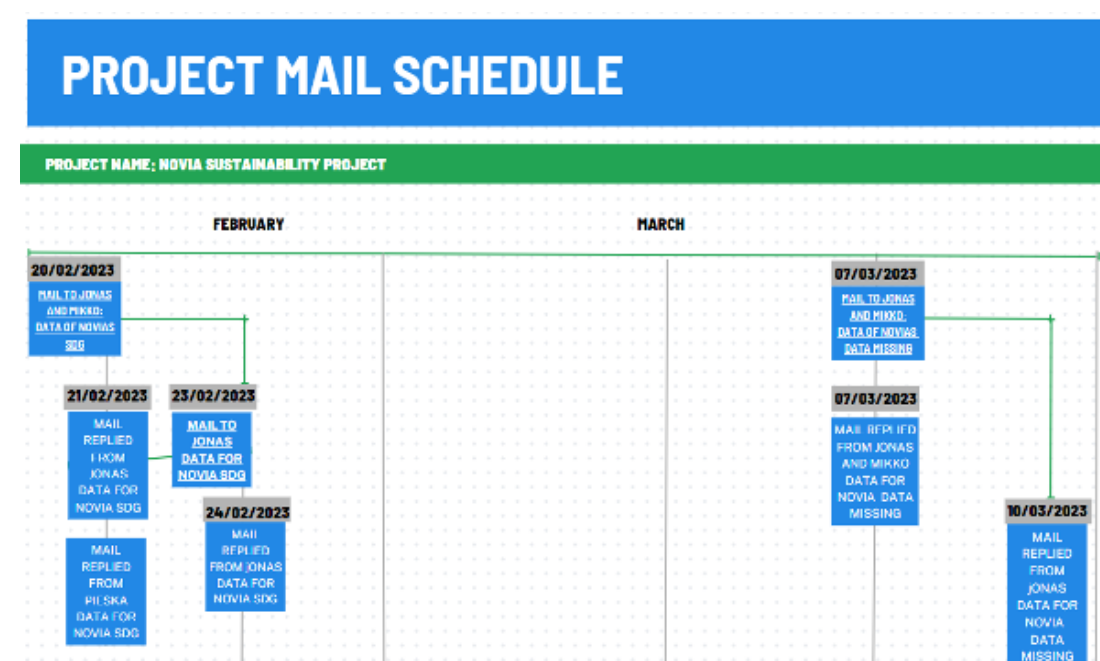 PROJECT MAIL SCHEDULE
PROJECT NAME: NOVIA SUSTAINABILITY PROJECT
FEBRUARY
MARCH
20/02/2023
MAIL TO JONAS
AND MIKKO:
DATA OF NOVIAS
SDG
21/02/2023
MAIL
REPLIED
FROM
JONAS
DATA FOR
NOVIA SDG
MAIL
REPLIED
FROM
PIESKA
DATA FOR
NOVIA SDG
23/02/2023
MAIL TO
JONAS
DATA FOR
NOVIA SDG
24/02/2023
MAIL
REPLIED
FROM JONAS
DATA FOR
NOVIA SDG
07/03/2023
MAIL TO JONAS
AND MIKKO:
DATA OF NOVIAS
DATA MISSING
07/03/2023
MAIL REPLIED
FROM JONAS
AND MIKKO
DATA FOR
NOVIA DATA
MISSING
10/03/2023
MAIL
REPLIED
FROM
JONAS
DATA FOR
NOVIA
DATA
MISSING